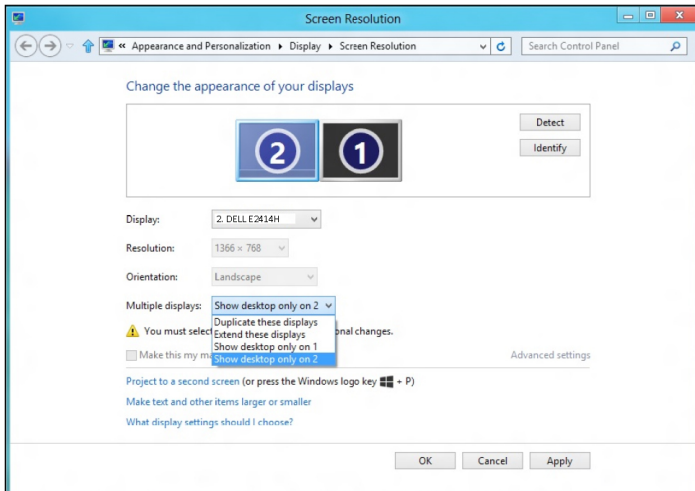 Screen Resolution
« Appearance and Personalization ▸ Display ▸ Screen Resolution
Search Control Panel
Change the appearance of your displays
2
1
Detect
Identify
Display:
2. DELL E2414H
Resolution:
1366 × 768
Orientation:
Landscape
Multiple displays:
Show desktop only on 2
Duplicate these displays
Extend these displays
Show desktop only on 1
Show desktop only on 2
You must selec
onal changes.
Make this my m
Advanced settings
Project to a second screen (or press the Windows logo key + P)
Make text and other items larger or smaller
What display settings should I choose?
OK
Cancel
Apply